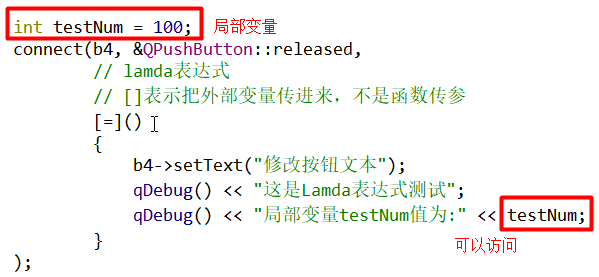 int testNum = 100; 局部变量
connect(b4, &QPushButton::released,
// lamda表达式
// []表示把外部变量传进来，不是函数传参
[=]()
{
b4->setText("修改按钮文本");
qDebug() << "这是Lamda表达式测试";
qDebug() << "局部变量testNum值为:" << testNum;
}
可以访问
);